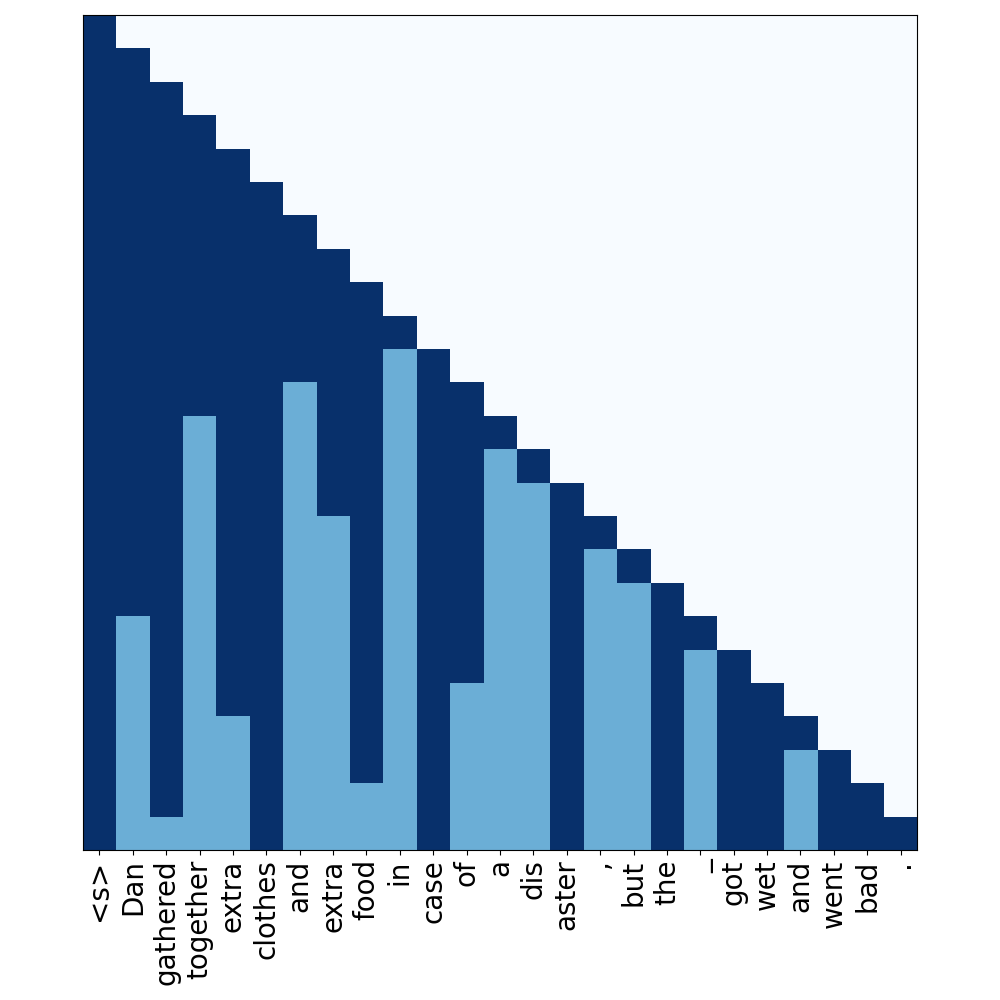 <s> Dan gathered together extra clothes and extra food in case of a dis aster , but the _ got wet and went bad .